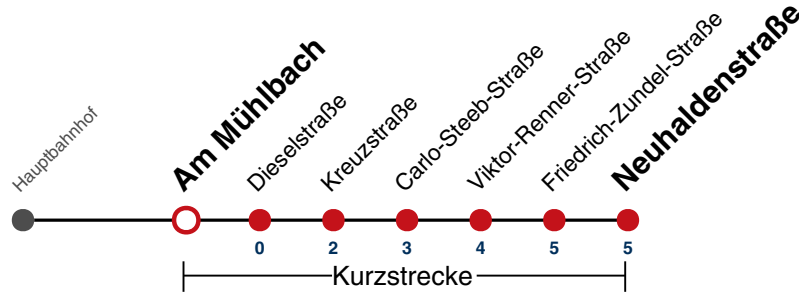 Hauptbahnhof
Am Mühlbach
Dieselstraße
Kreuzstraße
Carlo-Steeb-Straße
Viktor-Renner-Straße
Friedrich-Zundel-Straße
Neuhaldenstraße
0 2 3 4 5 5
Kurzstrecke